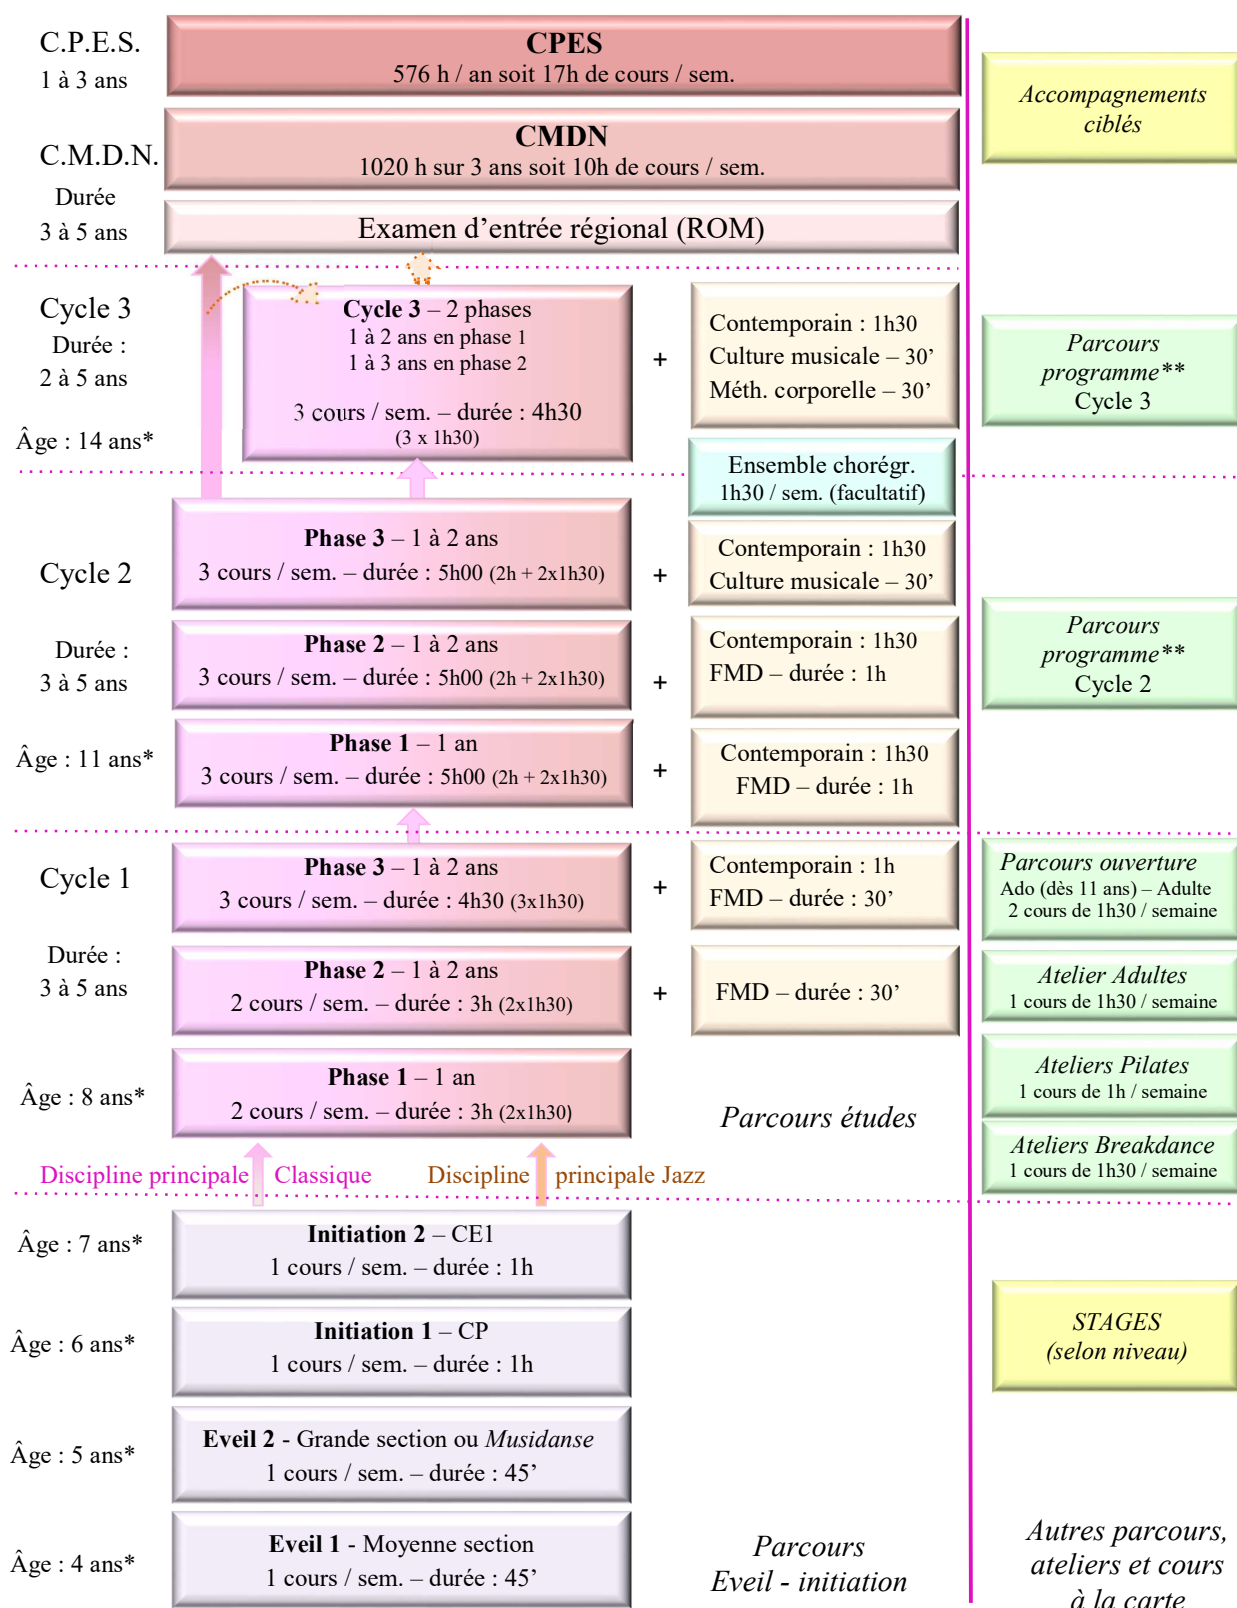 C.P.E.S.
1 à 3 ans
CPES
576 h / an soit 17h de cours / sem.
Accompagnements
ciblés
C.M.D.N.
Durée
3 à 5 ans
CMDN
1020 h sur 3 ans soit 10h de cours / sem.
Examen d’entrée régional (ROM)
Cycle 3
Durée :
2 à 5 ans
Âge : 14 ans*
Cycle 3 – 2 phases
1 à 2 ans en phase 1
1 à 3 ans en phase 2
3 cours / sem. – durée : 4h30
(3 x 1h30)
+
Contemporain : 1h30
Culture musicale – 30’
Méth. corporelle – 30’
Parcours
programme**
Cycle 3
Ensemble chorégr.
1h30 / sem. (facultatif)
Cycle 2
Durée :
3 à 5 ans
Âge : 11 ans*
Phase 3 – 1 à 2 ans
3 cours / sem. – durée : 5h00 (2h + 2x1h30)
+
Contemporain : 1h30
Culture musicale – 30’
Phase 2 – 1 à 2 ans
3 cours / sem. – durée : 5h00 (2h + 2x1h30)
+
Contemporain : 1h30
FMD – durée : 1h
Parcours
programme**
Cycle 2
Phase 1 – 1 an
3 cours / sem. – durée : 5h00 (2h + 2x1h30)
+
Contemporain : 1h30
FMD – durée : 1h
Cycle 1
Durée :
3 à 5 ans
Âge : 8 ans*
Phase 3 – 1 à 2 ans
3 cours / sem. – durée : 4h30 (3x1h30)
+
Contemporain : 1h
FMD – durée : 30’
Parcours ouverture
Ado (dès 11 ans) – Adulte
2 cours de 1h30 / semaine
Phase 2 – 1 à 2 ans
2 cours / sem. – durée : 3h (2x1h30)
+
FMD – durée : 30’
Atelier Adultes
1 cours de 1h30 / semaine
Phase 1 – 1 an
2 cours / sem. – durée : 3h (2x1h30)
Parcours études
Ateliers Pilates
1 cours de 1h / semaine
Ateliers Breakdance
1 cours de 1h30 / semaine
Discipline principale Classique
Discipline principale Jazz
Âge : 7 ans*
Initiation 2 – CE1
1 cours / sem. – durée : 1h
Âge : 6 ans*
Initiation 1 – CP
1 cours / sem. – durée : 1h
STAGES
(selon niveau)
Âge : 5 ans*
Eveil 2 - Grande section ou Musidanse
1 cours / sem. – durée : 45’
Âge : 4 ans*
Eveil 1 - Moyenne section
1 cours / sem. – durée : 45’
Parcours
Eveil - initiation
Autres parcours,
ateliers et cours
à la carte